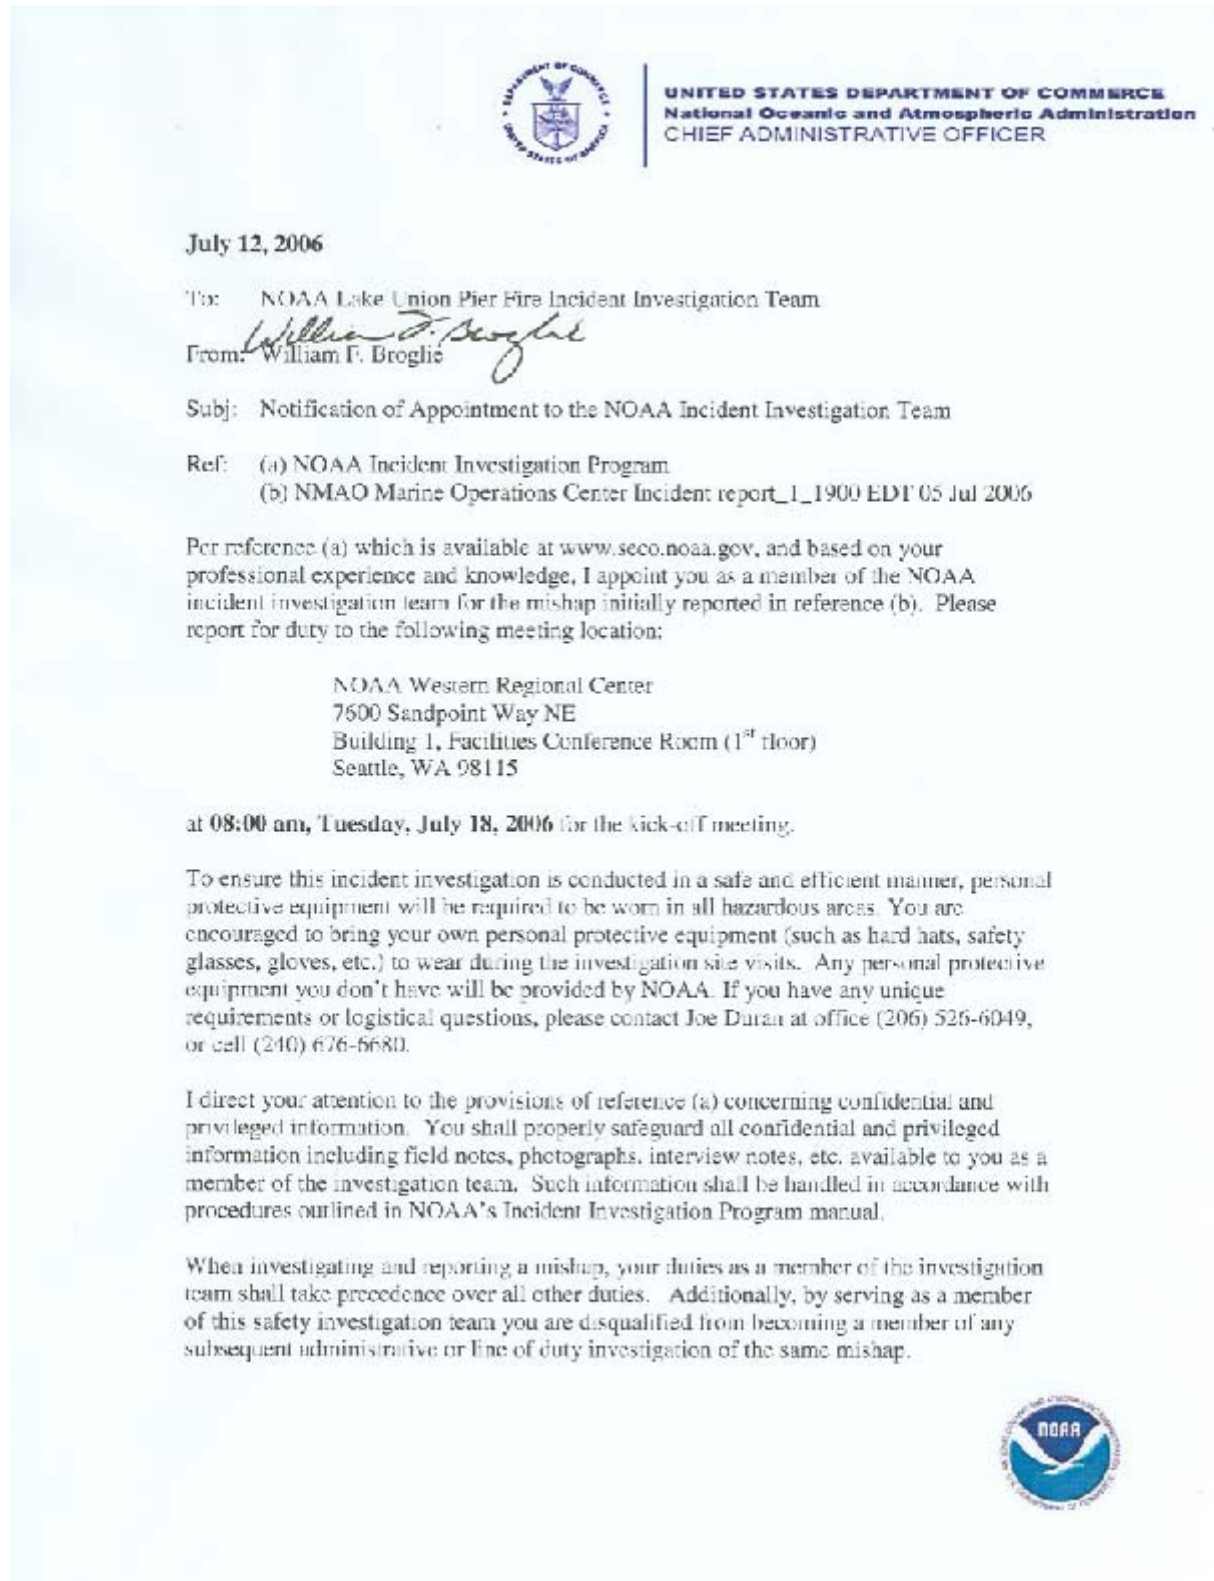 DEPARTMENT OF COMMERCE
UNITED STATES OF AMERICA
UNITED STATES DEPARTMENT OF COMMERCE
National Oceanic and Atmospheric Administration
CHIEF ADMINISTRATIVE OFFICER
July 12, 2006
To: NOAA Lake Union Pier Fire Incident Investigation Team
William F. Broglie
From: William F. Broglie
Subj: Notification of Appointment to the NOAA Incident Investigation Team
Ref: (a) NOAA Incident Investigation Program
(b) NMAO Marine Operations Center Incident report_1_1900 EDT 05 Jul 2006
Per reference (a) which is available at www.seco.noaa.gov, and based on your
professional experience and knowledge, I appoint you as a member of the NOAA
incident investigation team for the mishap initially reported in reference (b). Please
report for duty to the following meeting location:
NOAA Western Regional Center
7600 Sandpoint Way NE
Building 1, Facilities Conference Room (1st floor)
Seattle, WA 98115
at 08:00 am, Tuesday, July 18, 2006 for the kick-off meeting.
To ensure this incident investigation is conducted in a safe and efficient manner, personal
protective equipment will be required to be worn in all hazardous areas. You are
encouraged to bring your own personal protective equipment (such as hard hats, safety
glasses, gloves, etc.) to wear during the investigation site visits. Any personal protective
equipment you don't have will be provided by NOAA. If you have any unique
requirements or logistical questions, please contact Joe Duran at office (206) 526-6049,
or cell (240) 676-6680.
I direct your attention to the provisions of reference (a) concerning confidential and
privileged information. You shall properly safeguard all confidential and privileged
information including field notes, photographs, interview notes, etc. available to you as a
member of the investigation team. Such information shall be handled in accordance with
procedures outlined in NOAA's Incident Investigation Program manual.
When investigating and reporting a mishap, your duties as a member of the investigation
team shall take precedence over all other duties. Additionally, by serving as a member
of this safety investigation team you are disqualified from becoming a member of any
subsequent administrative or line of duty investigation of the same mishap.
NOAA